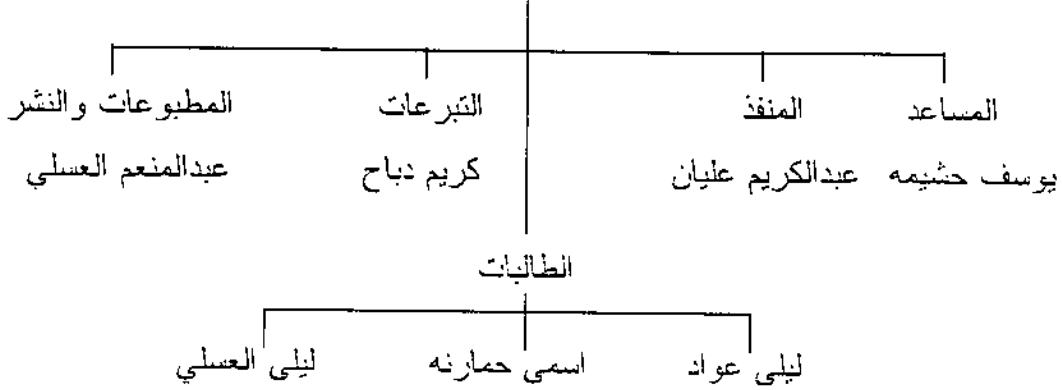 المساعد المنفذ التبرعات المطبوعات والنشر
يوسف حشيمه عبدالكريم عليان كريم دباح عبدالمنعم العسلي
الطالبات
ليلى عواد اسمى حمارنه ليلى العسلي